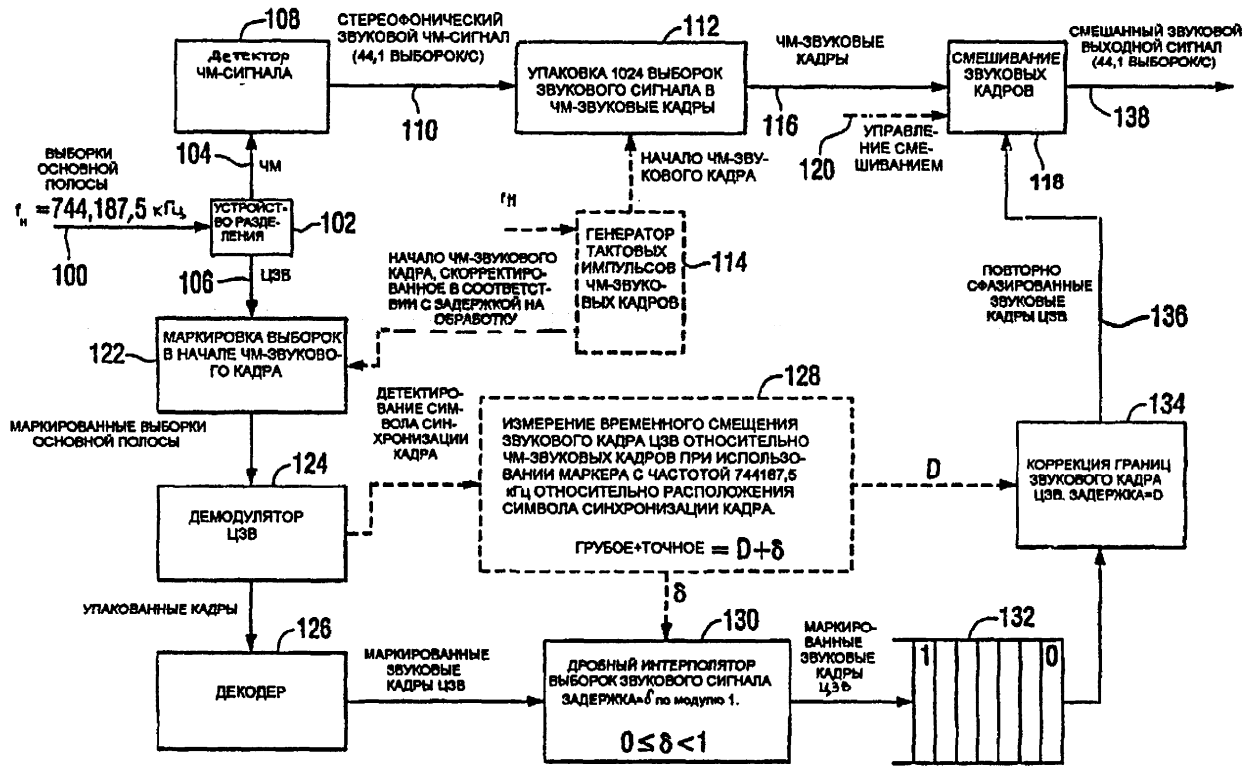 108
Детектор
ЧМ-СИГНАЛА
СТЕРЕОФОНИЧЕСКИЙ
ЗВУКОВОЙ ЧМ-СИГНАЛ
(44,1 ВЫБОРОК/С)
110
112
УПАКОВКА 1024 ВЫБОРОК
ЗВУКОВОГО СИГНАЛА В
ЧМ-ЗВУКОВЫЕ КАДРЫ
ЧМ-ЗВУКОВЫЕ
КАДРЫ
116
СМЕШИВАНИЕ
ЗВУКОВЫХ
КАДРОВ
118
СМЕШАННЫЙ ЗВУКОВОЙ
ВЫХОДНОЙ СИГНАЛ
(44,1 ВЫБОРОК/С)
138
120
УПРАВЛЕ-
НИЕ СМЕ-
ШИВАНИЕМ
104
ЧМ
ВЫБОРКИ
ОСНОВНОЙ
ПОЛОСЫ
fн =744,187,5 кГц
100
УСТРОЙСТ-
ВО РАЗДЕ-
ЛЕНИЯ
102
106
ЦЗВ
НАЧАЛО ЧМ-ЗВУ-
КОВОГО КАДРА
fн
ГЕНЕРАТОР
ТАКТОВЫХ
ИМПУЛЬСОВ
ЧМ-ЗВУКО-
ВЫХ КАДРОВ
114
НАЧАЛО ЧМ-ЗВУКОВОГО
КАДРА, СКОРРЕКТИРО-
ВАННОЕ В СООТВЕТСТ-
ВИИ С ЗАДЕРЖКОЙ НА
ОБРАБОТКУ
ПОВТОРНО
СФАЗИРОВАННЫЕ
ЗВУКОВЫЕ
КАДРЫ ЦЗВ
136
122
МАРКИРОВКА ВЫБОРОК
В НАЧАЛЕ ЧМ-ЗВУКОВО-
ГО КАДРА
МАРКИРОВАННЫЕ ВЫБОРКИ
ОСНОВНОЙ ПОЛОСЫ
ДЕТЕКТИРО-
ВАНИЕ СИМ-
ВОЛА СИН-
ХРОНИЗАЦИИ
КАДРА
128
ИЗМЕРЕНИЕ ВРЕМЕННОГО СМЕЩЕНИЯ
ЗВУКОВОГО КАДРА ЦЗВ ОТНОСИТЕЛЬНО
ЧМ-ЗВУКОВЫХ КАДРОВ ПРИ ИСПОЛЬЗО-
ВАНИИ МАРКЕРА С ЧАСТОТОЙ 744187,5
кГц ОТНОСИТЕЛЬНО РАСПОЛОЖЕНИЯ
СИМВОЛА СИНХРОНИЗАЦИИ КАДРА.
ГРУБОЕ+ТОЧНОЕ = D+δ
D
134
КОРРЕКЦИЯ ГРАНИЦ
ЗВУКОВОГО КАДРА
ЦЗВ. ЗАДЕРЖКА=D
124
ДЕМОДУЛЯТОР
ЦЗВ
УПАКОВАННЫЕ КАДРЫ
126
ДЕКОДЕР
МАРКИРОВАННЫЕ
ЗВУКОВЫЕ
КАДРЫ ЦЗВ
δ
130
ДРОБНЫЙ ИНТЕРПОЛЯТОР
ВЫБОРОК ЗВУКОВОГО СИГНАЛА
ЗАДЕРЖКА=δ по модулю 1.
0≤δ<1
МАРКИРО-
ВАННЫЕ
ЗВУКОВЫЕ
КАДРЫ
ЦЗВ
132
1 0